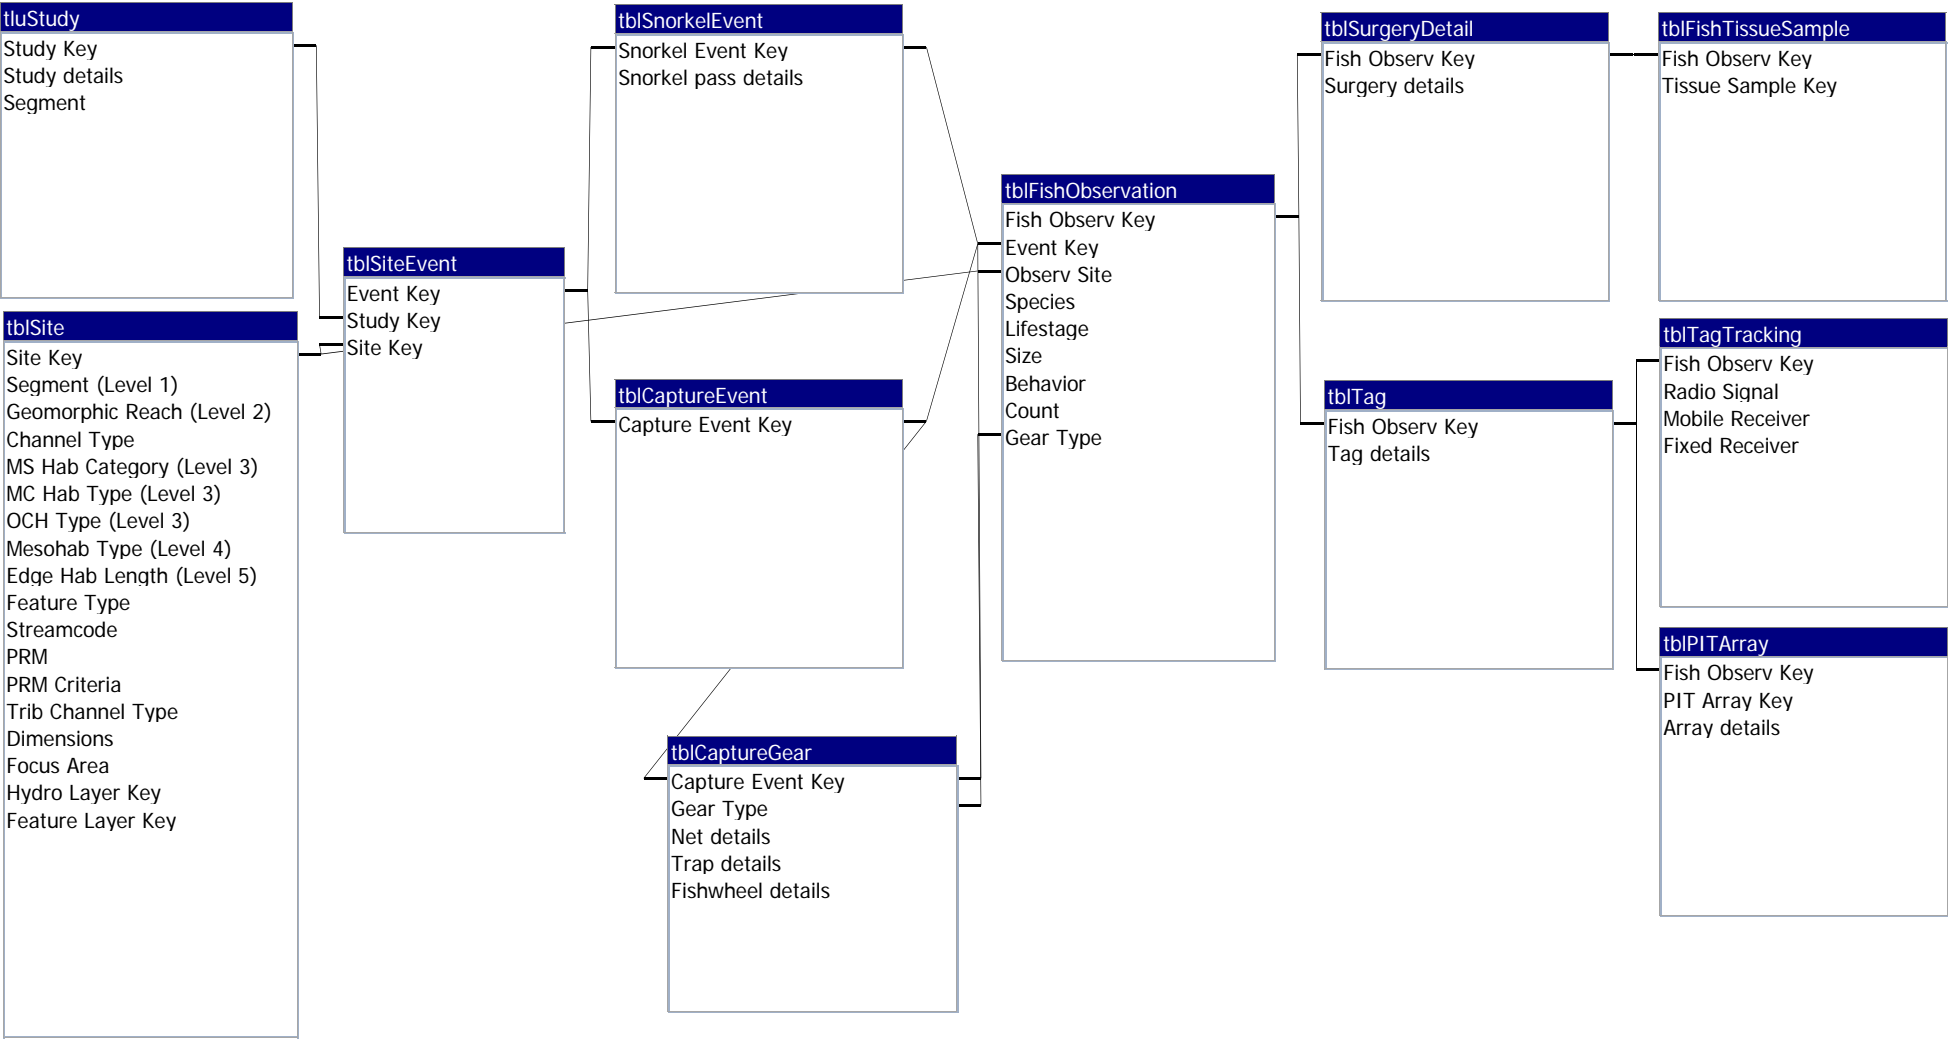 tluStudy
Study Key
Study details
Segment
tblSite
Site Key
Segment (Level 1)
Geomorphic Reach (Level 2)
Channel Type
MS Hab Category (Level 3)
MC Hab Type (Level 3)
OCH Type (Level 3)
Mesohab Type (Level 4)
Edge Hab Length (Level 5)
Feature Type
Streamcode
PRM
PRM Criteria
Trib Channel Type
Dimensions
Focus Area
Hydro Layer Key
Feature Layer Key
tblSiteEvent
Event Key
Study Key
Site Key
tblSnorkelEvent
Snorkel Event Key
Snorkel pass details
tblCaptureEvent
Capture Event Key
tblCaptureGear
Capture Event Key
Gear Type
Net details
Trap details
Fishwheel details
tblFishObservation
Fish Observ Key
Event Key
Observ Site
Species
Lifestage
Size
Behavior
Count
Gear Type
tblSurgeryDetail
Fish Observ Key
Surgery details
tblTag
Fish Observ Key
Tag details
tblFishTissueSample
Fish Observ Key
Tissue Sample Key
tblTagTracking
Fish Observ Key
Radio Signal
Mobile Receiver
Fixed Receiver
tblPITArray
Fish Observ Key
PIT Array Key
Array details